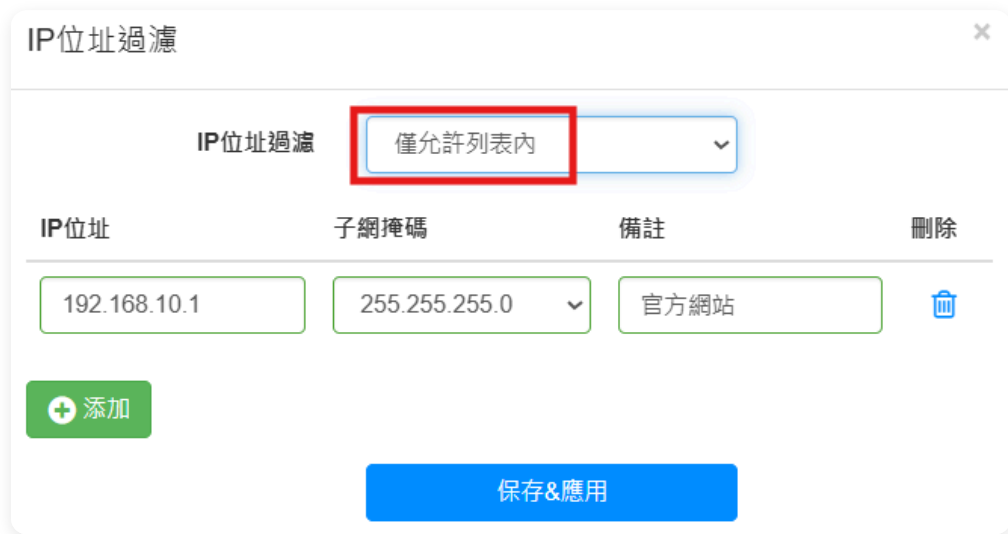 IP位址過濾
×
IP位址過濾 僅允許列表內
IP位址 子網掩碼 備註 刪除
192.168.10.1 255.255.255.0 官方網站
添加
保存&應用